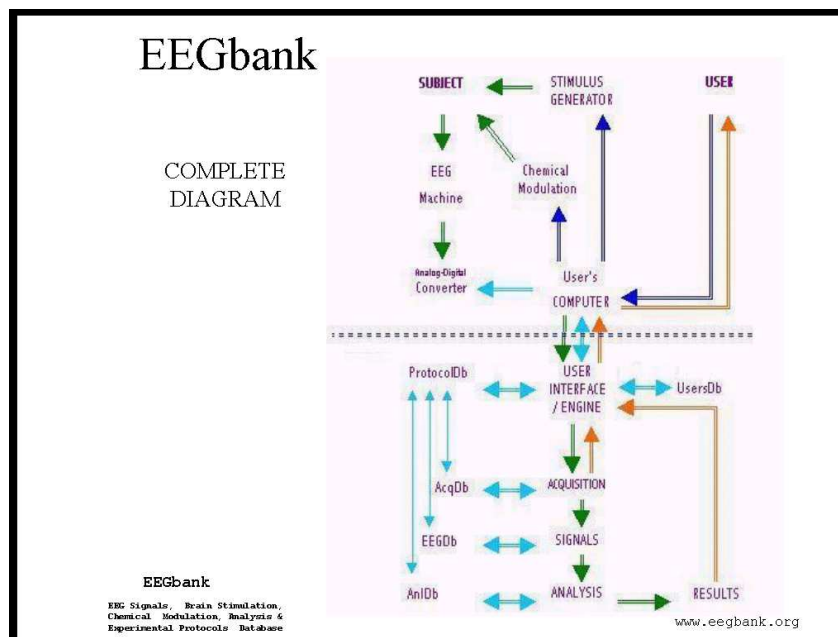 EEGbank
COMPLETE
DIAGRAM
SUBJECT
STIMULUS
GENERATOR
USER
EEG
Machine
Chemical
Modulation
Analog-Digital
Converter
User's
COMPUTER
ProtocolDb
USER
INTERFACE
/ ENGINE
UsersDb
AcqDb
ACQUISITION
EEGDb
SIGNALS
AnlDb
ANALYSIS
RESULTS
EEGbank
EEG Signals, Brain Stimulation,
Chemical Modulation, Analysis &
Experimental Protocols Database
www.eegbank.org